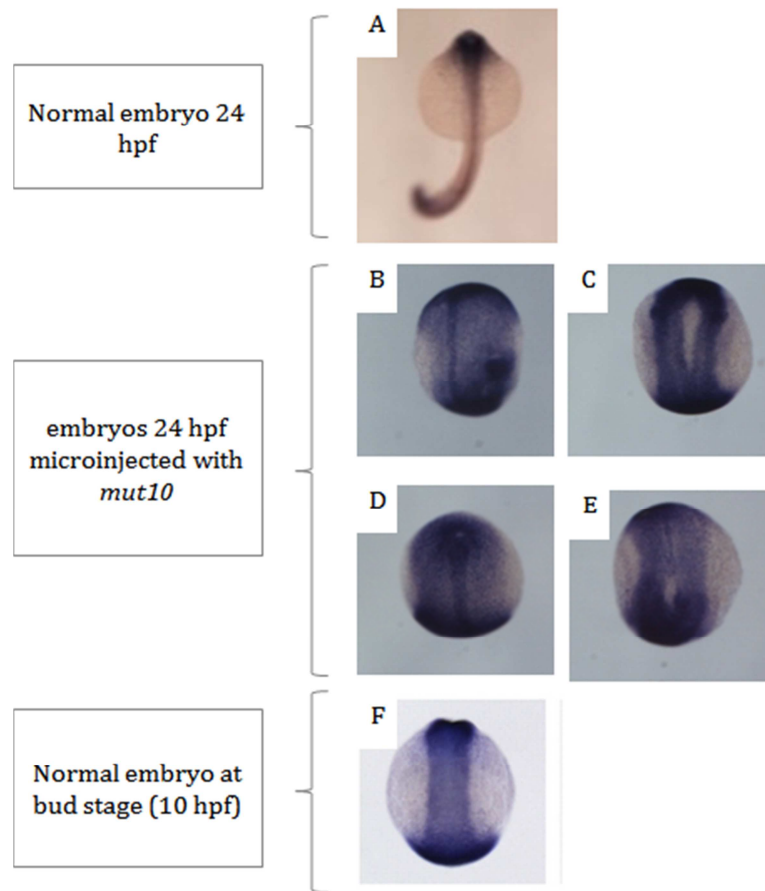 A
Normal embryo 24
hpf
B
C
embryos 24 hpf
microinjected with
mut10
D
E
F
Normal embryo at
bud stage (10 hpf)